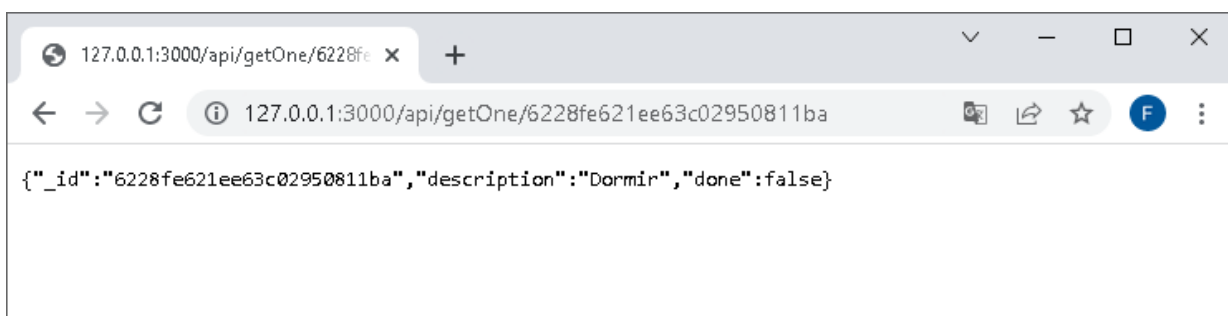 127.0.0.1:3000/api/getOne/6228fe
127.0.0.1:3000/api/getOne/6228fe621ee63c02950811ba
F
{"_id":"6228fe621ee63c02950811ba","description":"Dormir","done":false}